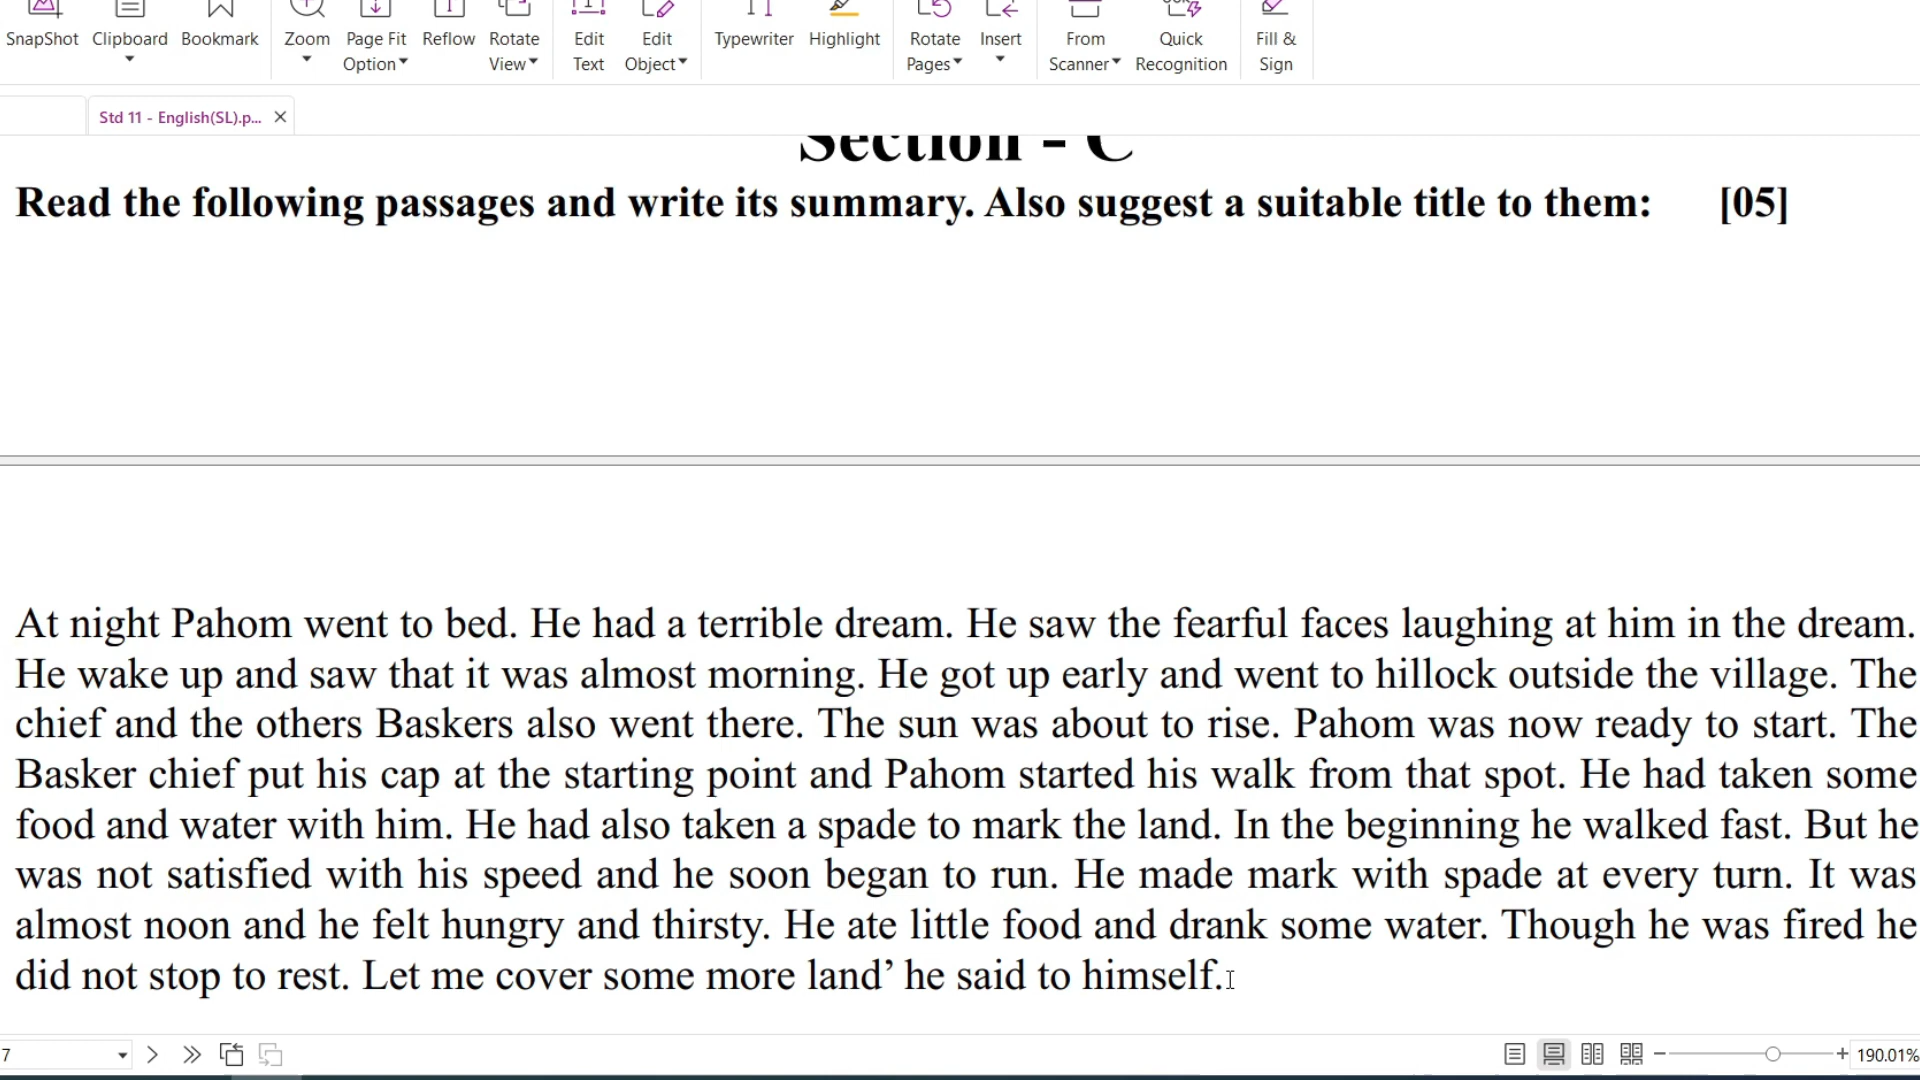 SnapShot Clipboard Bookmark Zoom Page Fit Reflow Rotate Edit Edit Typewriter Highlight Rotate Insert From Quick Fill &
Option View Text Object Pages Scanner Recognition Sign
Std 11 - English(SL).p...
Section - C
Read the following passages and write its summary. Also suggest a suitable title to them: [05]
At night Pahom went to bed. He had a terrible dream. He saw the fearful faces laughing at him in the dream.
He wake up and saw that it was almost morning. He got up early and went to hillock outside the village. The
chief and the others Baskers also went there. The sun was about to rise. Pahom was now ready to start. The
Basker chief put his cap at the starting point and Pahom started his walk from that spot. He had taken some
food and water with him. He had also taken a spade to mark the land. In the beginning he walked fast. But he
was not satisfied with his speed and he soon began to run. He made mark with spade at every turn. It was
almost noon and he felt hungry and thirsty. He ate little food and drank some water. Though he was fired he
did not stop to rest. Let me cover some more land’ he said to himself.
7 190.01%